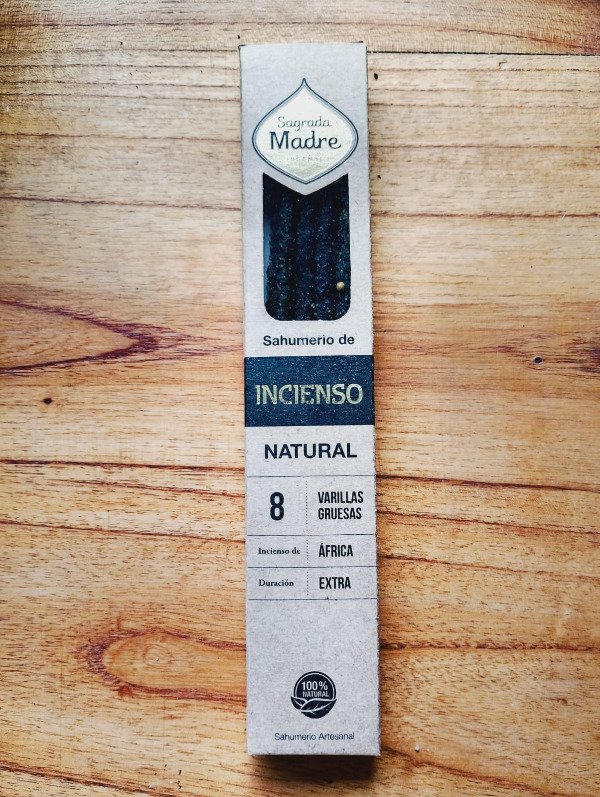 Sagrada
Madre
Sahumerio de
INCIENSO
NATURAL
8 VARILLAS
GRUESAS
Incienso de ÁFRICA
Duración EXTRA
100%
NATURAL
Sahumerio Artesanal